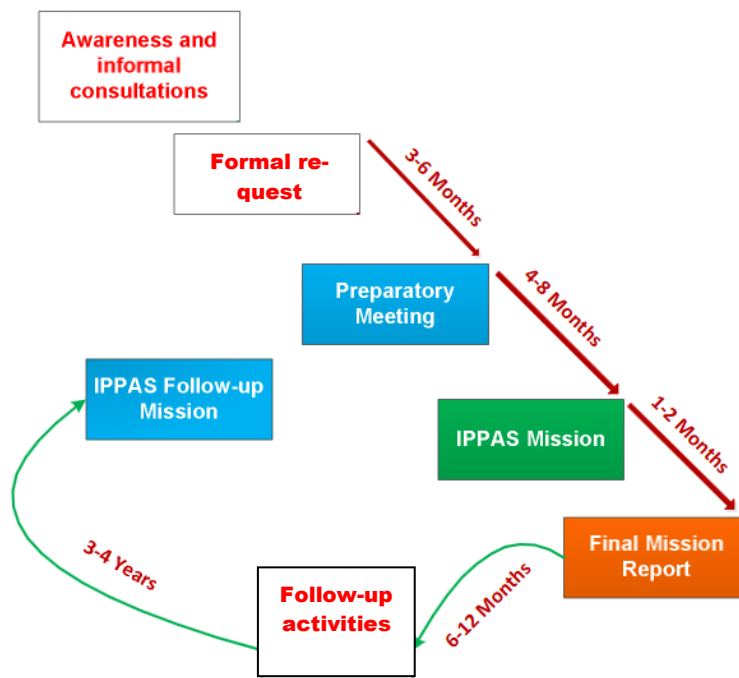 Awareness and
informal
consultations
Formal re-
quest
3-6 Months
Preparatory
Meeting
4-8 Months
IPPAS Follow-up
Mission
IPPAS Mission
1-2 Months
Final Mission
Report
6-12 Months
Follow-up
activities
3-4 Years